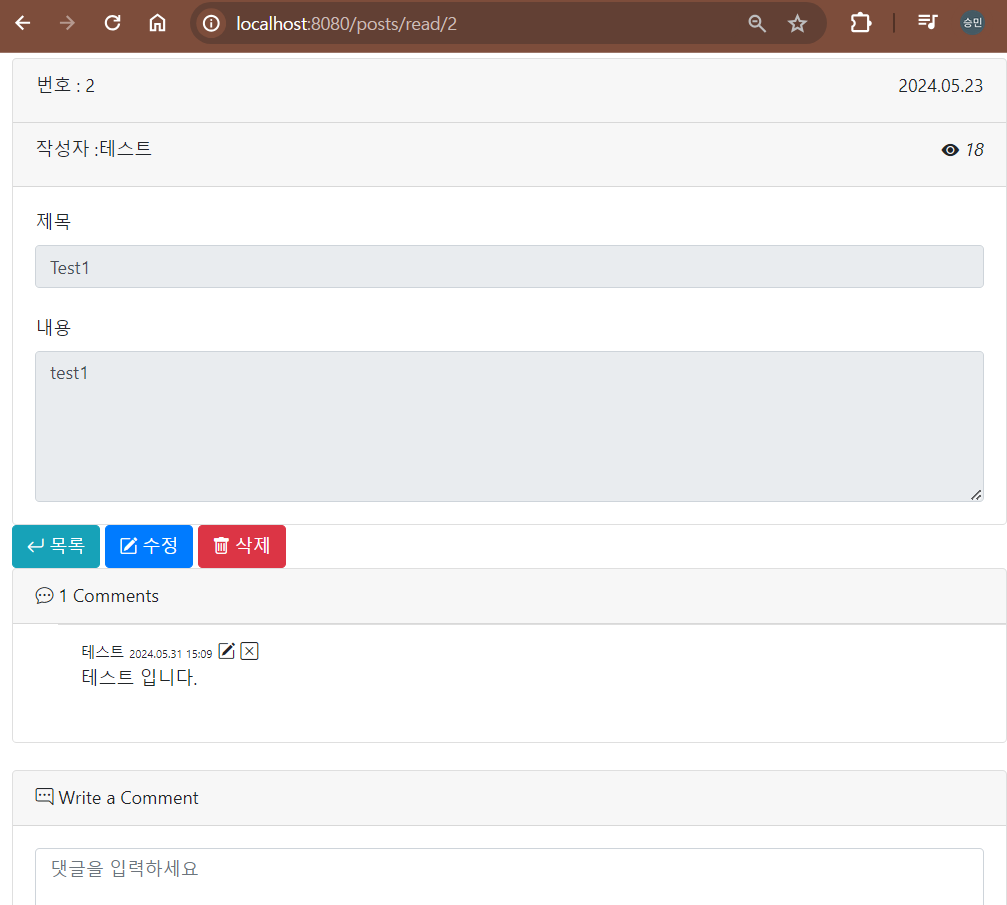 localhost:8080/posts/read/2
승민
번호 : 2
2024.05.23
작성자 :테스트
18
제목
Test1
내용
test1
목록 수정 삭제
1 Comments
테스트 2024.05.31 15:09
테스트 입니다.
Write a Comment
댓글을 입력하세요